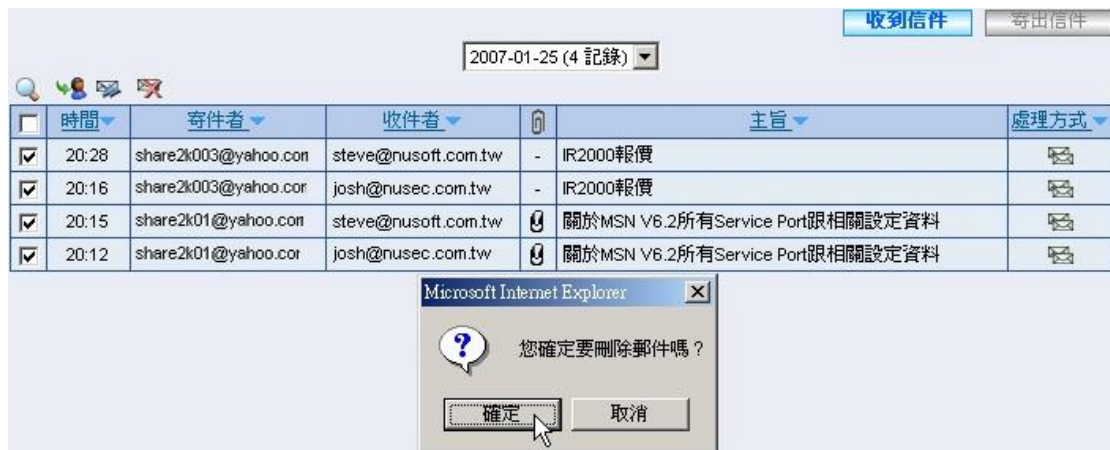 收到信件 寄出信件
2007-01-25 (4 記錄)
時間 寄件者 收件者 主旨 處理方式
20:28 share2k003@yahoo.com steve@nusoft.com.tw - IR2000報價
20:16 share2k003@yahoo.cor josh@nusec.com.tw - IR2000報價
20:15 share2k01@yahoo.com steve@nusoft.com.tw 關於MSN V6.2所有Service Port跟相關設定資料
20:12 share2k01@yahoo.cor josh@nusec.com.tw 關於MSN V6.2所有Service Port跟相關設定資料
Microsoft Internet Explorer
您確定要刪除郵件嗎？
確定 取消